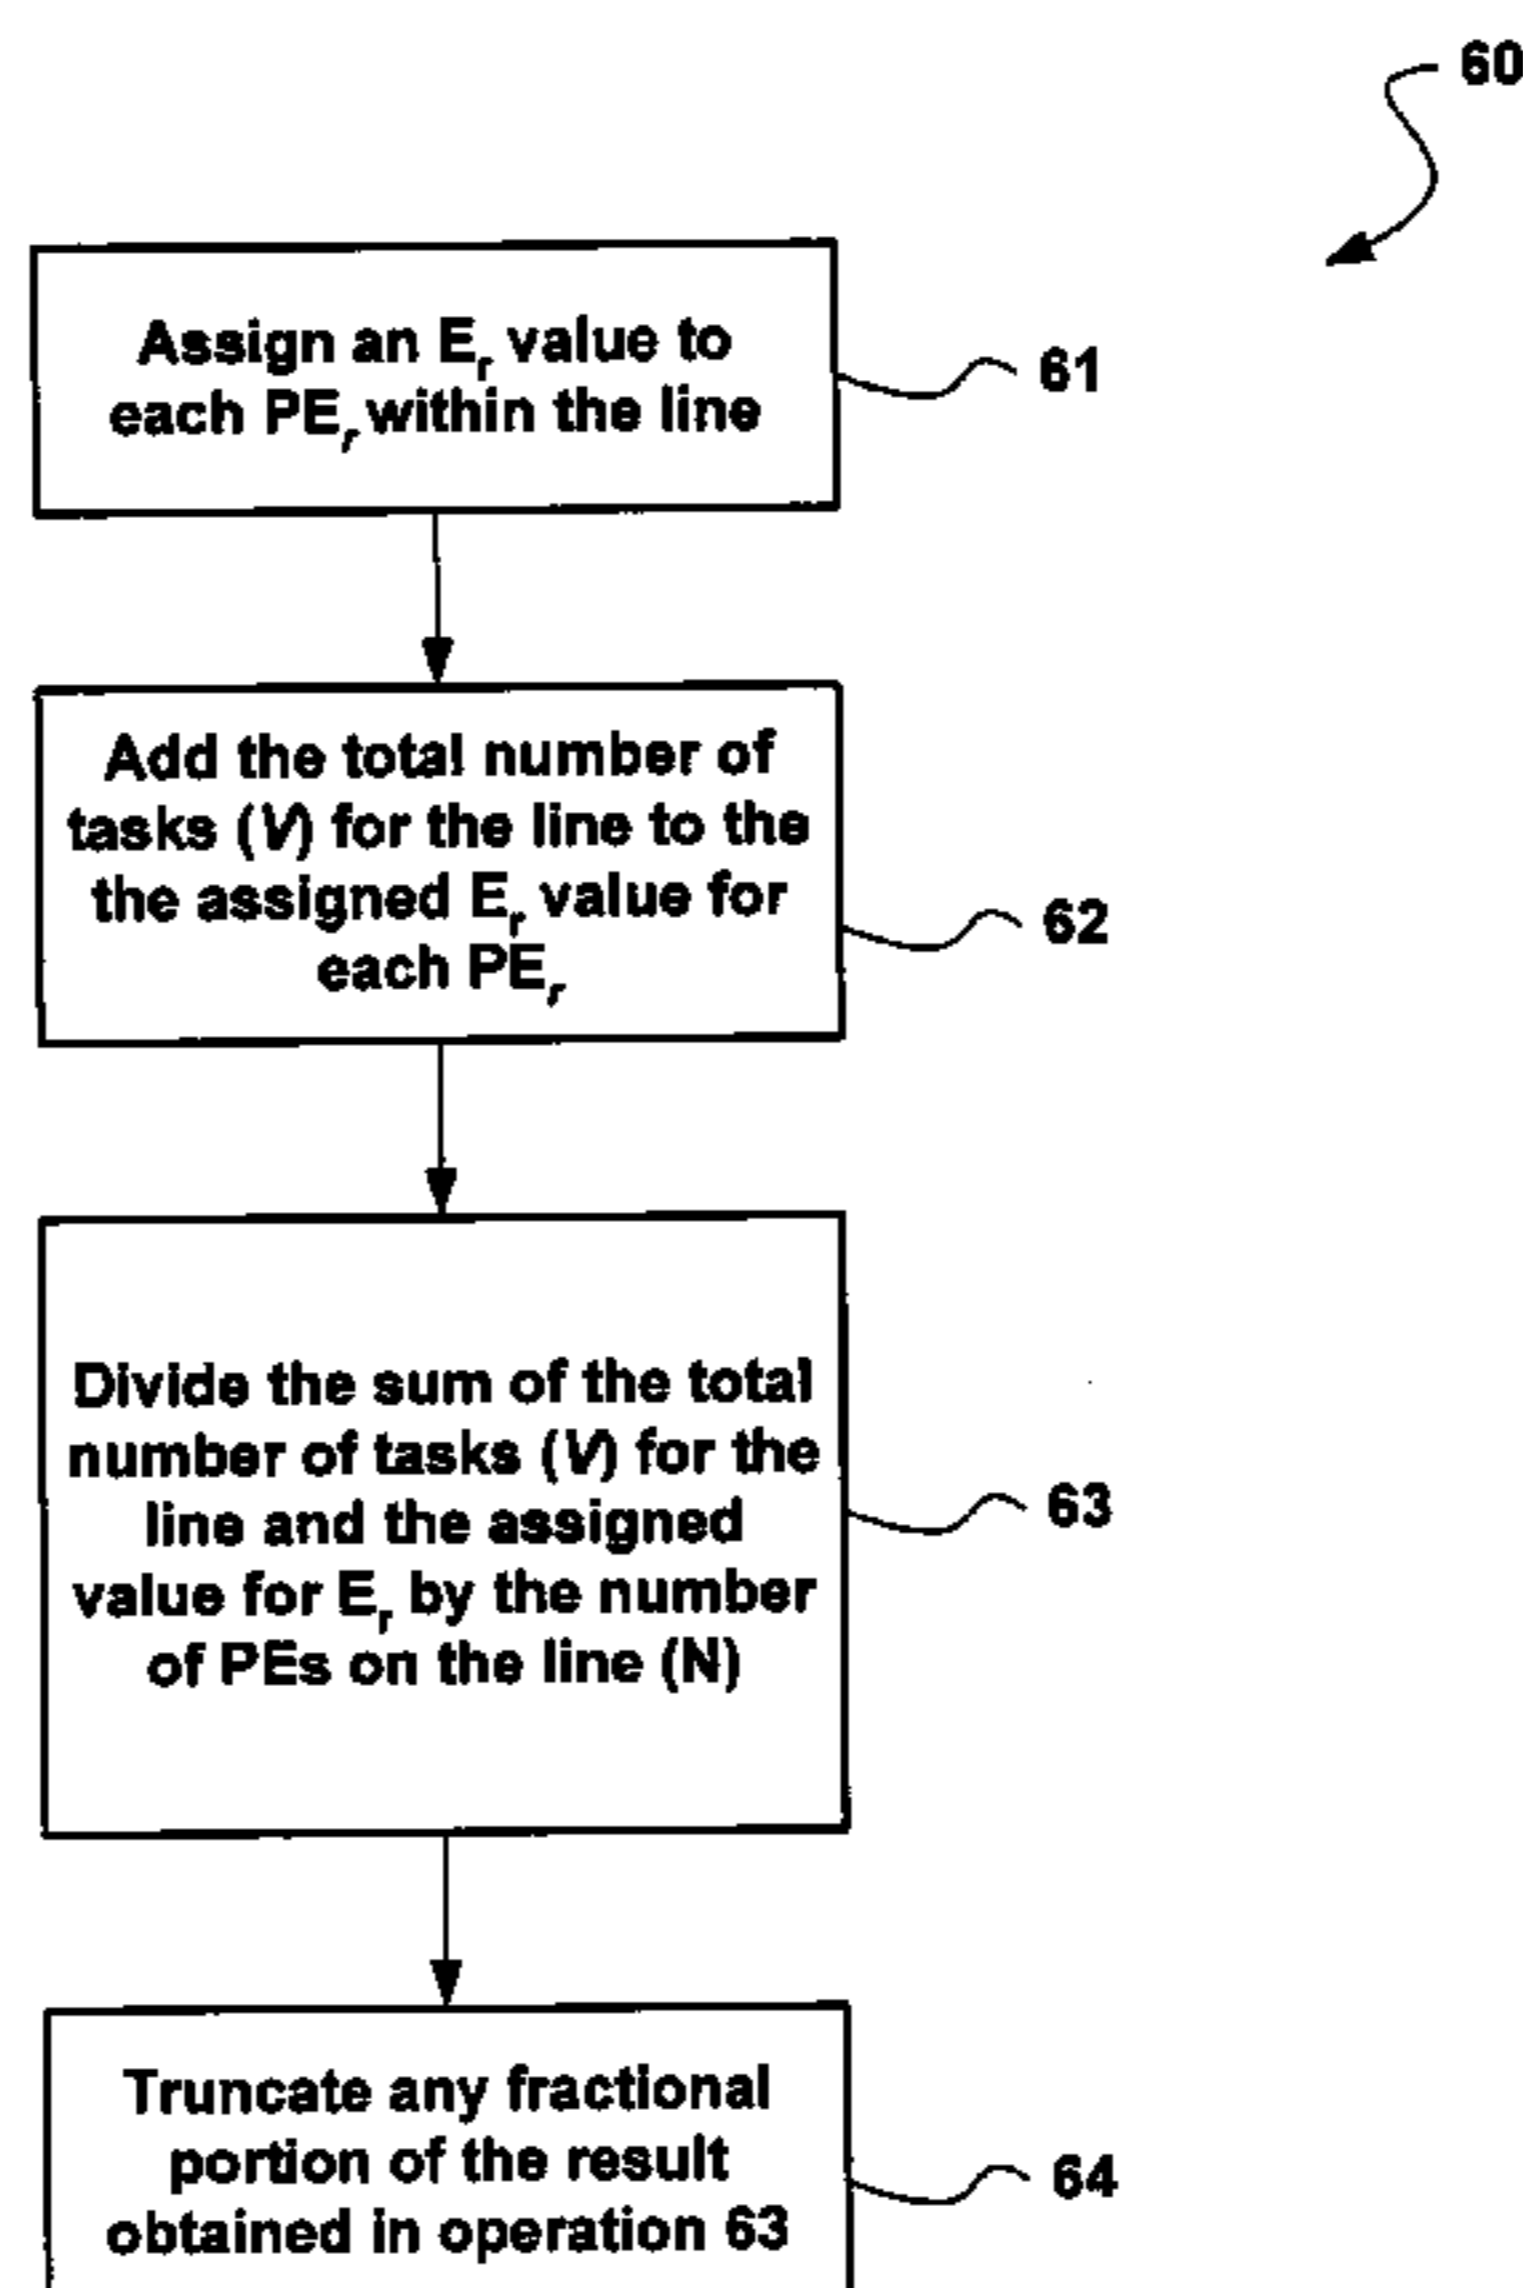 60
Assign an Er value to
each PEr within the line
61
Add the total number of
tasks (V) for the line to the
the assigned Er value for
each PEr
62
Divide the sum of the total
number of tasks (V) for the
line and the assigned
value for Er by the number
of PEs on the line (N)
63
Truncate any fractional
portion of the result
obtained in operation 63
64